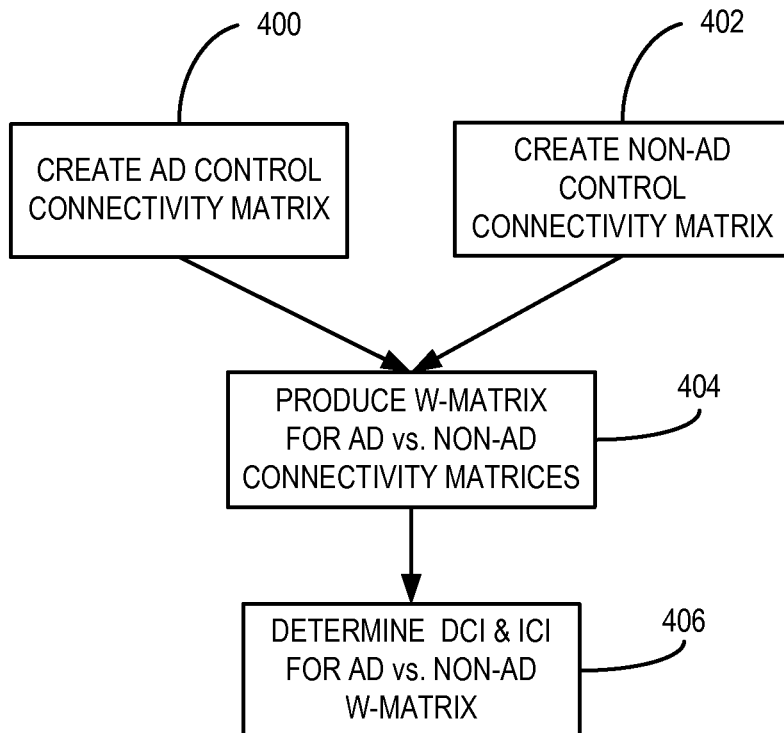 400
402
CREATE AD CONTROL
CONNECTIVITY MATRIX
CREATE NON-AD
CONTROL
CONNECTIVITY MATRIX
PRODUCE W-MATRIX
FOR AD vs. NON-AD
CONNECTIVITY MATRICES
404
DETERMINE DCI & ICI
FOR AD vs. NON-AD
W-MATRIX
406